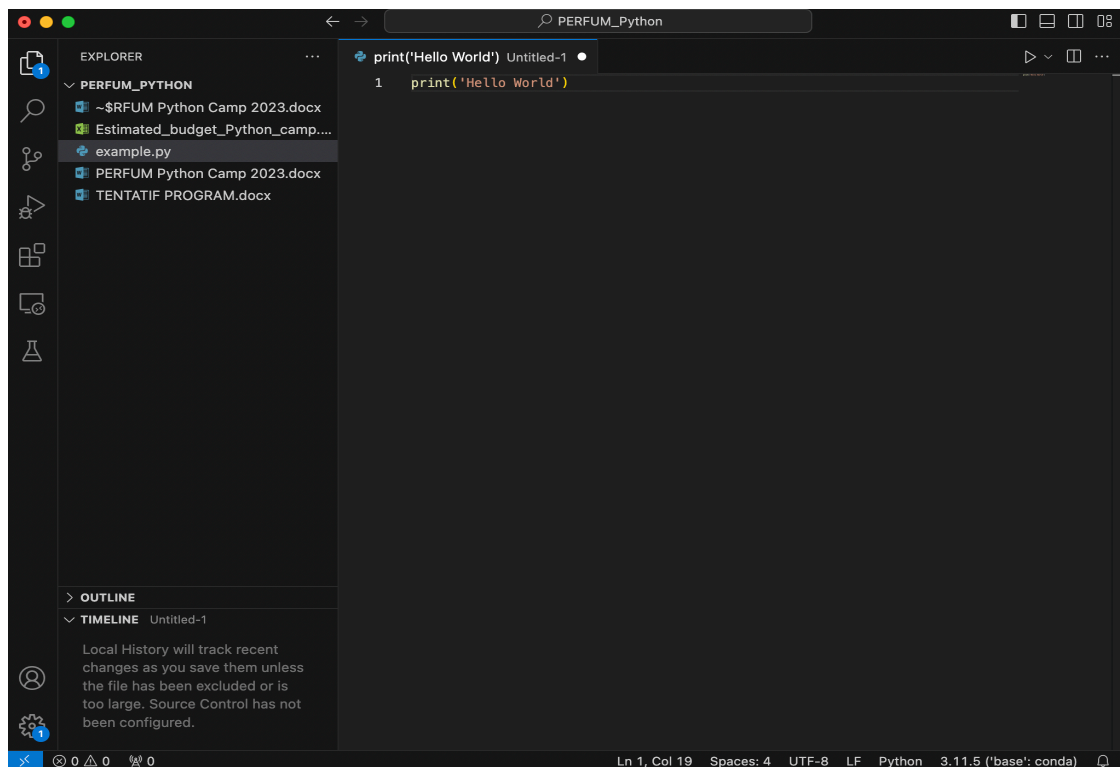 PERFUM_Python
EXPLORER
PERFUM_PYTHON
~$RFUM Python Camp 2023.docx
Estimated_budget_Python_camp....
example.py
PERFUM Python Camp 2023.docx
TENTATIF PROGRAM.docx
print('Hello World') Untitled-1
1 print('Hello World')
1
OUTLINE
TIMELINE Untitled-1
Local History will track recent
changes as you save them unless
the file has been excluded or is
too large. Source Control has not
been configured.
1
0 0 0 Ln 1, Col 19 Spaces: 4 UTF-8 LF Python 3.11.5 ('base': conda)